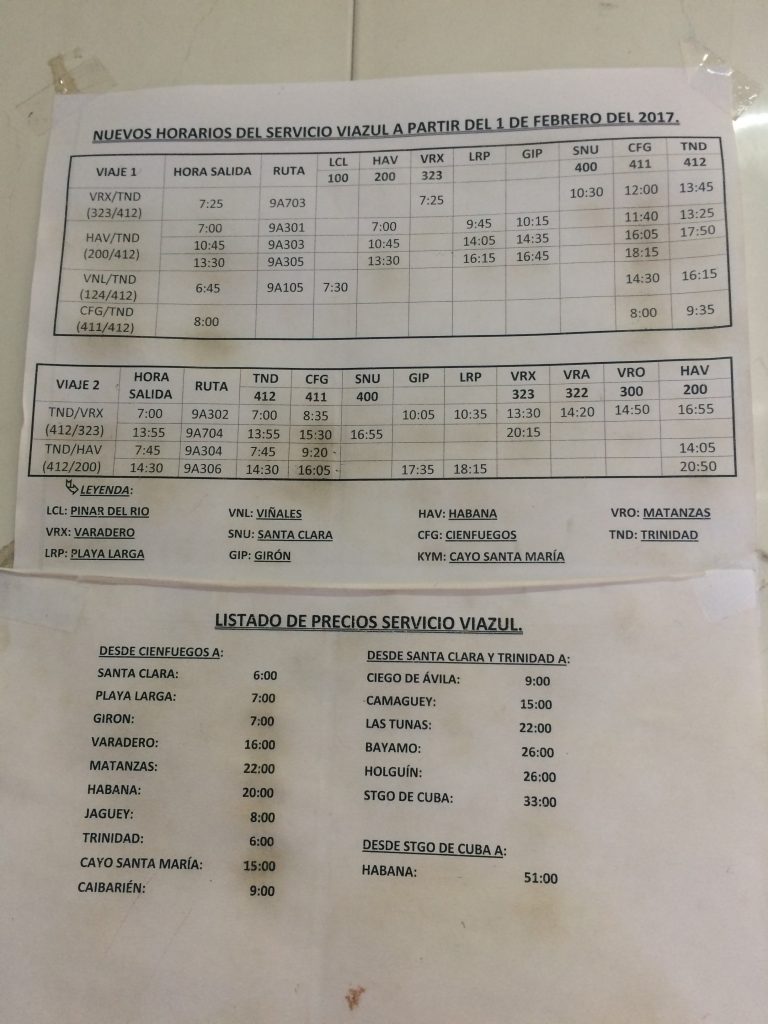 NUEVOS HORARIOS DEL SERVICIO VIAZUL A PARTIR DEL 1 DE FEBRERO DEL 2017.
VIAJE 1 HORA SALIDA RUTA LCL 100 HAV 200 VRX 323 LRP GIP SNU 400 CFG 411 TND 412
VRX/TND (323/412) 7:25 9A703 7:25 10:30 12:00 13:45
HAV/TND (200/412) 7:00 9A301 7:00 9:45 10:15 11:40 13:25
10:45 9A303 10:45 14:05 14:35 16:05 17:50
13:30 9A305 13:30 16:15 16:45 18:15
VNL/TND (124/412) 6:45 9A105 7:30 14:30 16:15
CFG/TND (411/412) 8:00 8:00 9:35
VIAJE 2 HORA SALIDA RUTA TND 412 CFG 411 SNU 400 GIP LRP VRX 323 VRA 322 VRO 300 HAV 200
TND/VRX 7:00 9A302 7:00 8:35 10:05 10:35 13:30 14:20 14:50 16:55
(412/323) 13:55 9A704 13:55 15:30 16:55 20:15
TND/HAV 7:45 9A304 7:45 9:20 14:05
(412/200) 14:30 9A306 14:30 16:05 17:35 18:15 20:50
LEYENDA:
LCL: PINAR DEL RIO VNL: VIÑALES HAV: HABANA VRO: MATANZAS
VRX: VARADERO SNU: SANTA CLARA CFG: CIENFUEGOS TND: TRINIDAD
LRP: PLAYA LARGA GIP: GIRÓN KYM: CAYO SANTA MARÍA
LISTADO DE PRECIOS SERVICIO VIAZUL.
DESDE CIENFUEGOS A:
SANTA CLARA: 6:00
PLAYA LARGA: 7:00
GIRON: 7:00
VARADERO: 16:00
MATANZAS: 22:00
HABANA: 20:00
JAGUEY: 8:00
TRINIDAD: 6:00
CAYO SANTA MARÍA: 15:00
CAIBARIÉN: 9:00
DESDE SANTA CLARA Y TRINIDAD A:
CIEGO DE ÁVILA: 9:00
CAMAGUEY: 15:00
LAS TUNAS: 22:00
BAYAMO: 26:00
HOLGUÍN: 26:00
STGO DE CUBA: 33:00
DESDE STGO DE CUBA A:
HABANA: 51:00